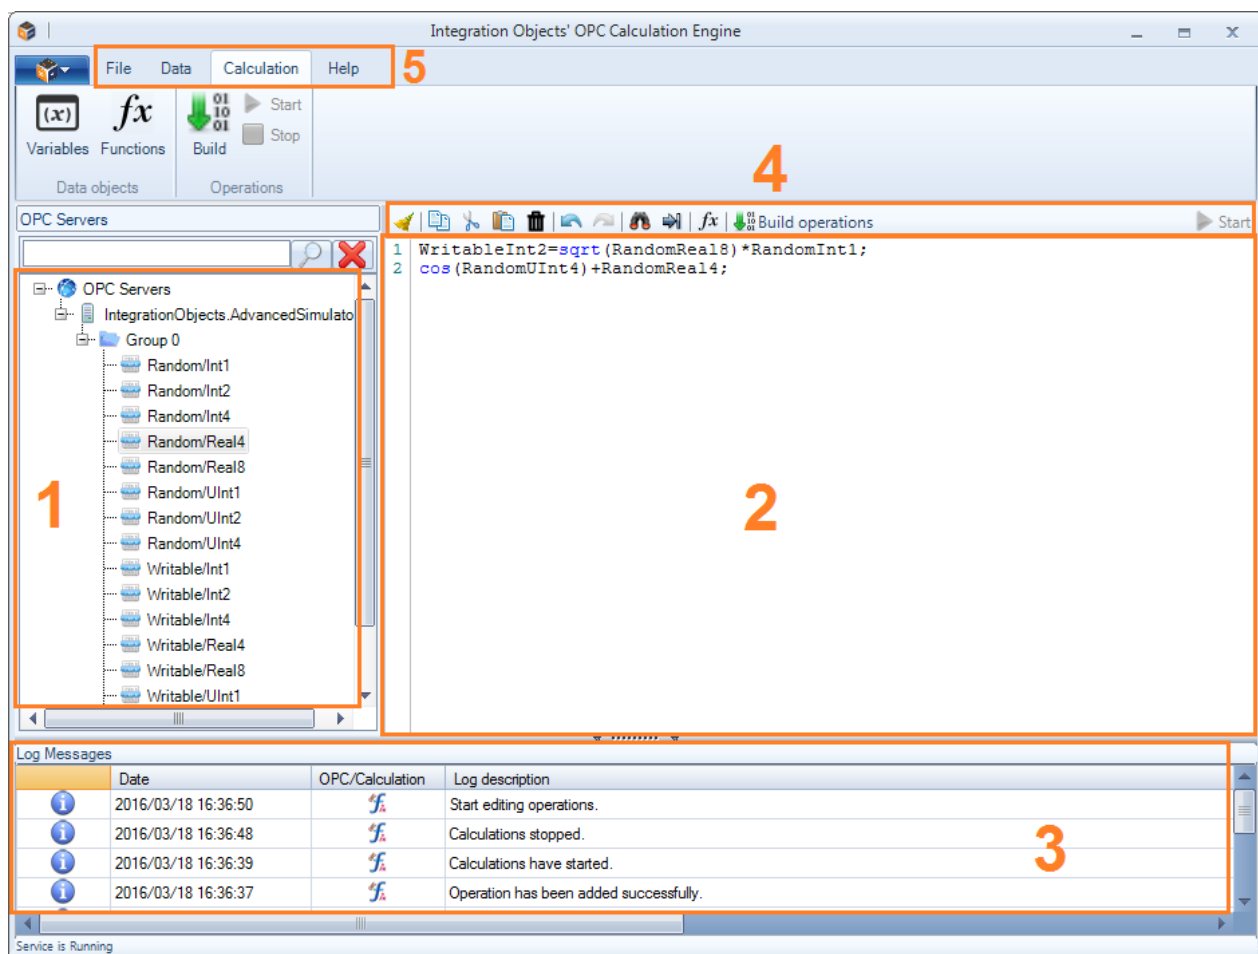 Integration Objects' OPC Calculation Engine
File Data Calculation Help 5
(x) fx 01 10 01 Start
Stop
Variables Functions Build
Data objects Operations
4
OPC Servers
fx Build operations Start
1 WritableInt2=sqrt(RandomReal8)*RandomInt1;
2 cos(RandomUInt4)+RandomReal4;
OPC Servers
IntegrationObjects.AdvancedSimulato
Group 0
Random/Int1
Random/Int2
Random/Int4
Random/Real4
Random/Real8
Random/UInt1
Random/UInt2
Random/UInt4
Writable/Int1
Writable/Int2
Writable/Int4
Writable/Real4
Writable/Real8
Writable/UInt1
1
2
Log Messages
Date OPC/Calculation Log description
2016/03/18 16:36:50 Start editing operations.
2016/03/18 16:36:48 Calculations stopped.
2016/03/18 16:36:39 Calculations have started.
2016/03/18 16:36:37 Operation has been added successfully.
3
Service is Running